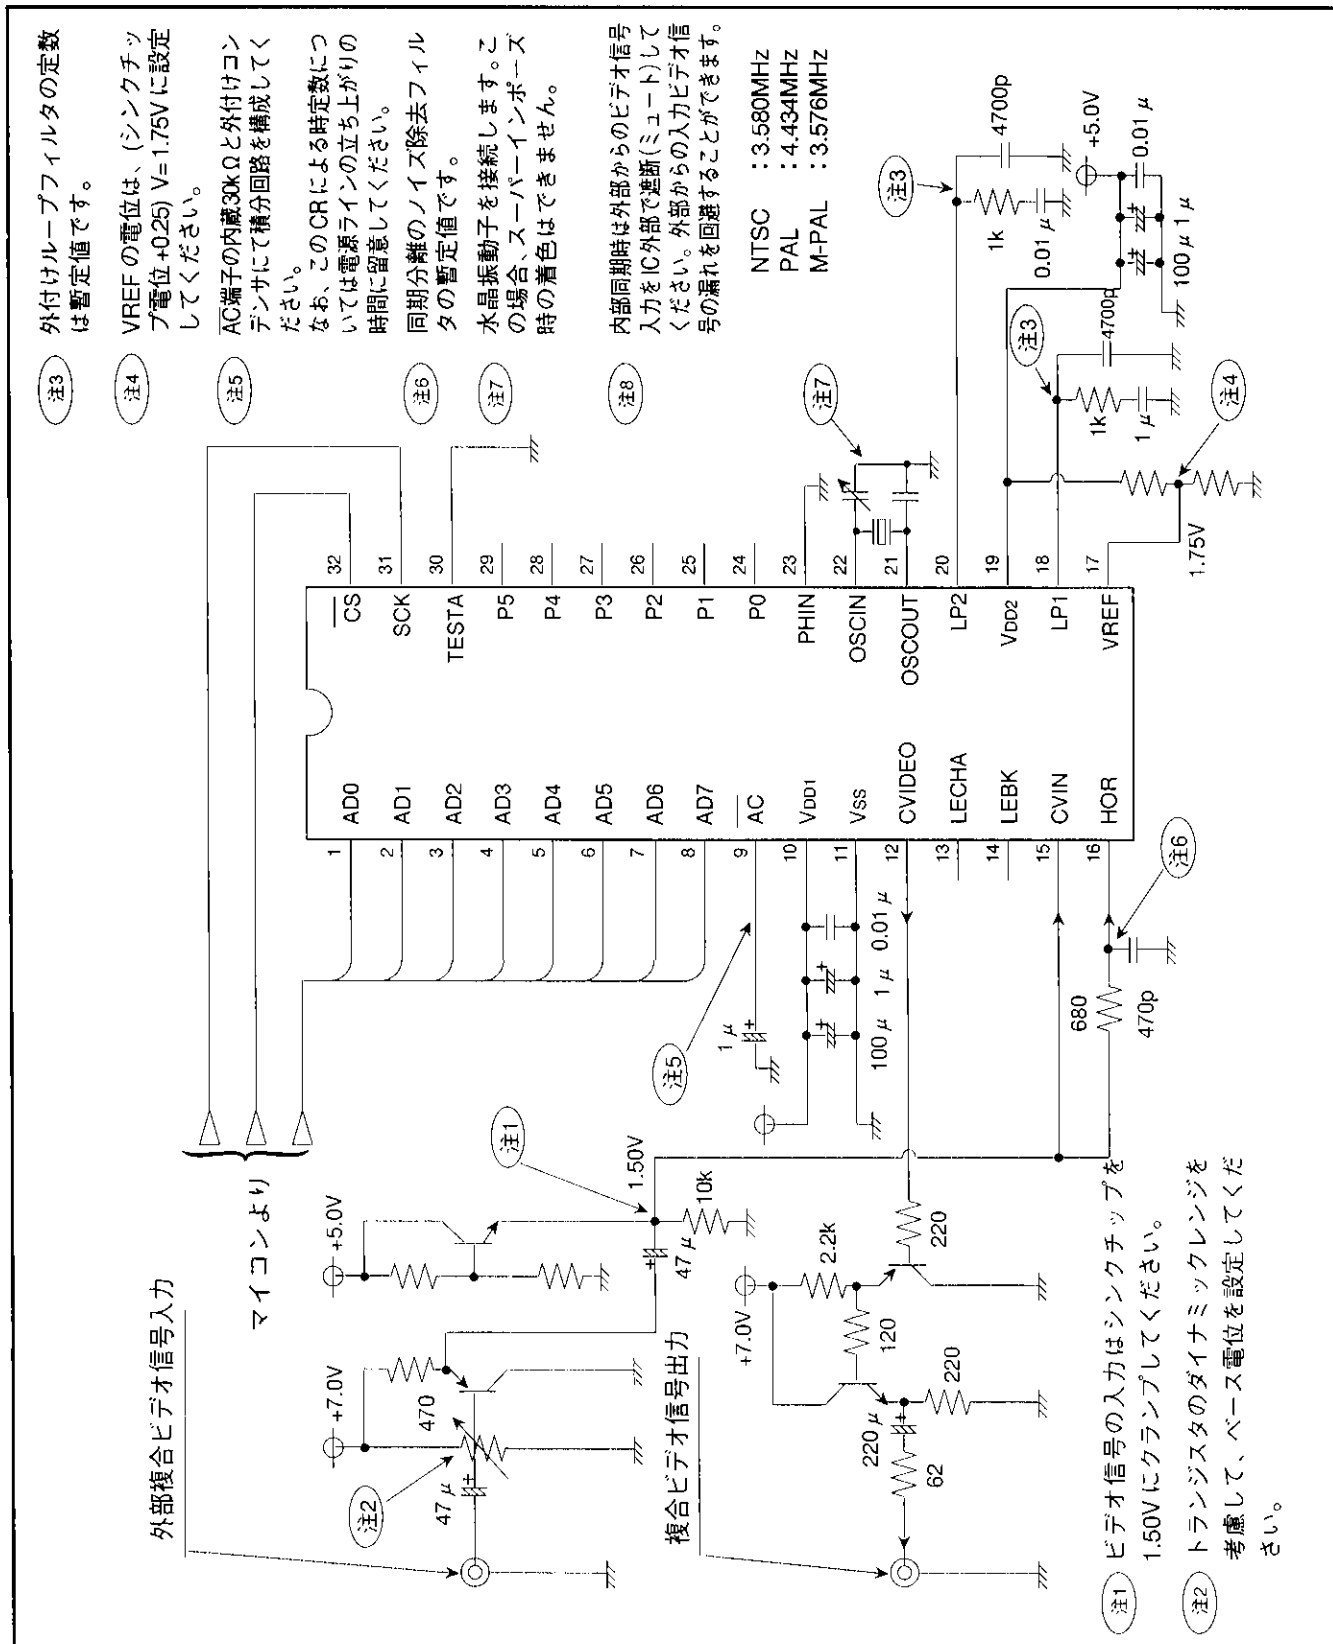 注3 外付けループフィルタの定数
は暫定値です。
注4 VREFの電位は、(シンクチッ
プ電位+0.25) V=1.75Vに設定
してください。
注5 AC端子の内蔵30kΩと外付けコン
デンサにて積分回路を構成してく
ださい。
なお、このCRによる時定数につ
いては電源ラインの立ち上がりの
時間に留意してください。
注6 同期分離のノイズ除去フィル
タの暫定値です。
注7 水晶振動子を接続します。こ
の場合、スーパーインポーズ
時の着色はできません。
注8 内部同期時は外部からのビデオ信号
入力をIC外部で遮断(ミュート)して
ください。外部からの入力ビデオ信
号の漏れを回避することができます。
NTSC : 3.580MHz
PAL : 4.434MHz
M-PAL : 3.576MHz
マイコンより
外部複合ビデオ信号入力
+7.0V
+5.0V
470
注2
47μ
47μ
1.50V
注1
10k
複合ビデオ信号出力
+7.0V
2.2k
120
220
220
220μ
62
注5
1μ
100μ 1μ 0.01μ
680
470p
注6
1 AD0
2 AD1
3 AD2
4 AD3
5 AD4
6 AD5
7 AD6
8 AD7
9 AC
10 VDD1
11 VSS
12 CVIDEO
13 LECHA
14 LEBK
15 CVIN
16 HOR
CS 32
SCK 31
TESTA 30
P5 29
P4 28
P3 27
P2 26
P1 25
P0 24
PHIN 23
OSCIN 22
OSCOUT 21
LP2 20
VDD2 19
LP1 18
VREF 17
注7
注3
1k
4700p
0.01μ
+5.0V
100μ 1μ 0.01μ
注3
1k
4700p
1μ
注4
1.75V
注1 ビデオ信号の入力はシンクチップを
1.50Vにクランプしてください。
注2 トランジスタのダイナミックレンジを
考慮して、ベース電位を設定してくだ
さい。